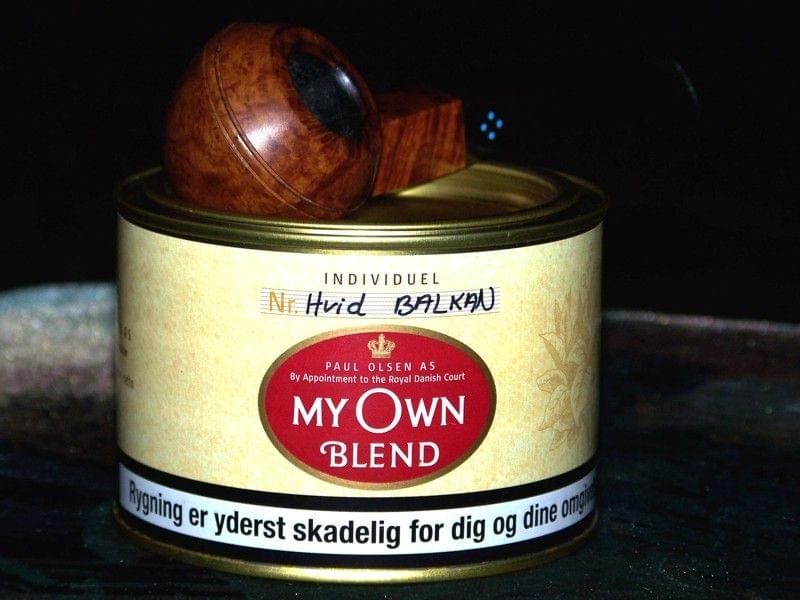 INDIVIDUEL
Nr. Hvid BALKAN
PAUL OLSEN AS
By Appointment to the Royal Danish Court
MY OWN
BLEND
Rygning er yderst skadelig for dig og dine